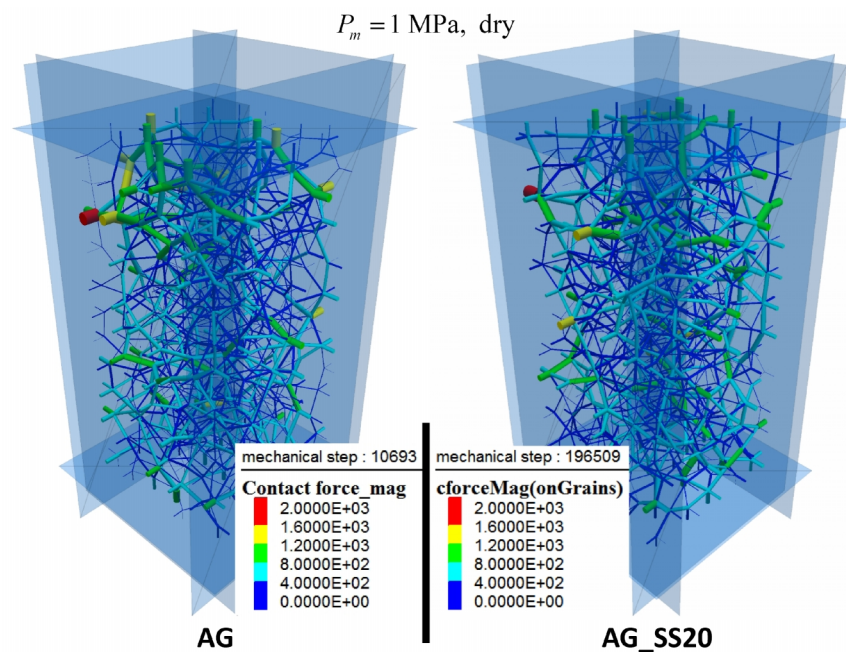 P_m = 1 MPa, dry
mechanical step : 10693
Contact force_mag
2.0000E+03
1.6000E+03
1.2000E+03
8.0000E+02
4.0000E+02
0.0000E+00
AG
mechanical step : 196509
cforceMag(onGrains)
2.0000E+03
1.6000E+03
1.2000E+03
8.0000E+02
4.0000E+02
0.0000E+00
AG_SS20